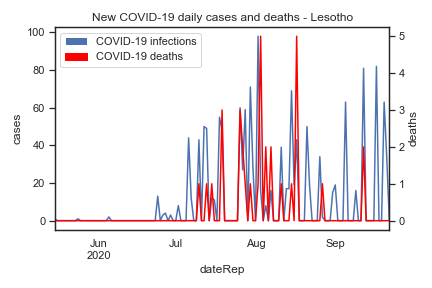 New COVID-19 daily cases and deaths - Lesotho
COVID-19 infections
COVID-19 deaths
100
80
60
40
20
0
cases
5
4
3
2
1
0
deaths
Jun
2020
Jul
Aug
Sep
dateRep